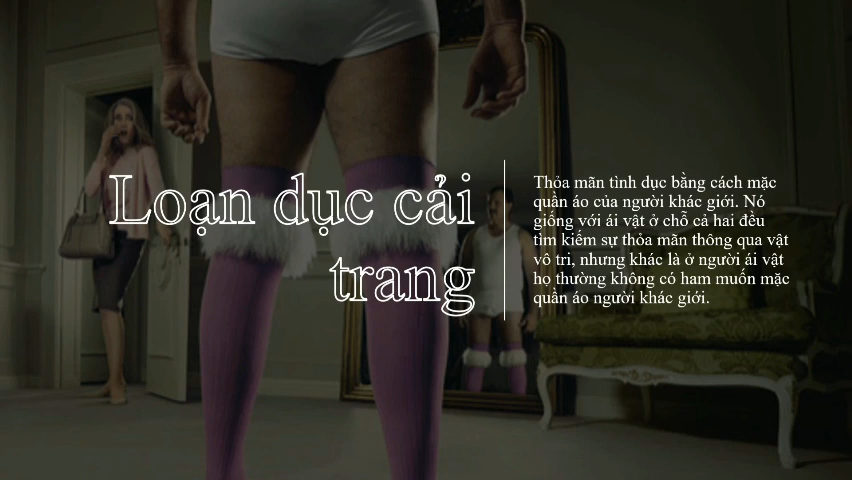 Loạn dục cải
trang
Thỏa mãn tình dục bằng cách mặc
quần áo của người khác giới. Nó
giống với ái vật ở chỗ cả hai đều
tìm kiếm sự thỏa mãn thông qua vật
vô tri, nhưng khác là ở người ái vật
họ thường không có ham muốn mặc
quần áo người khác giới.